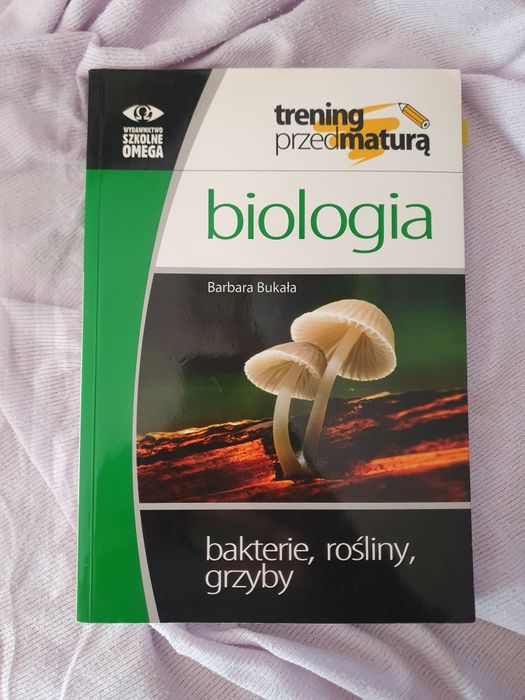 WYDAWNICTWO
SZKOLNE
OMEGA
trening
przedmaturą
biologia
Barbara Bukała
bakterie, rośliny,
grzyby